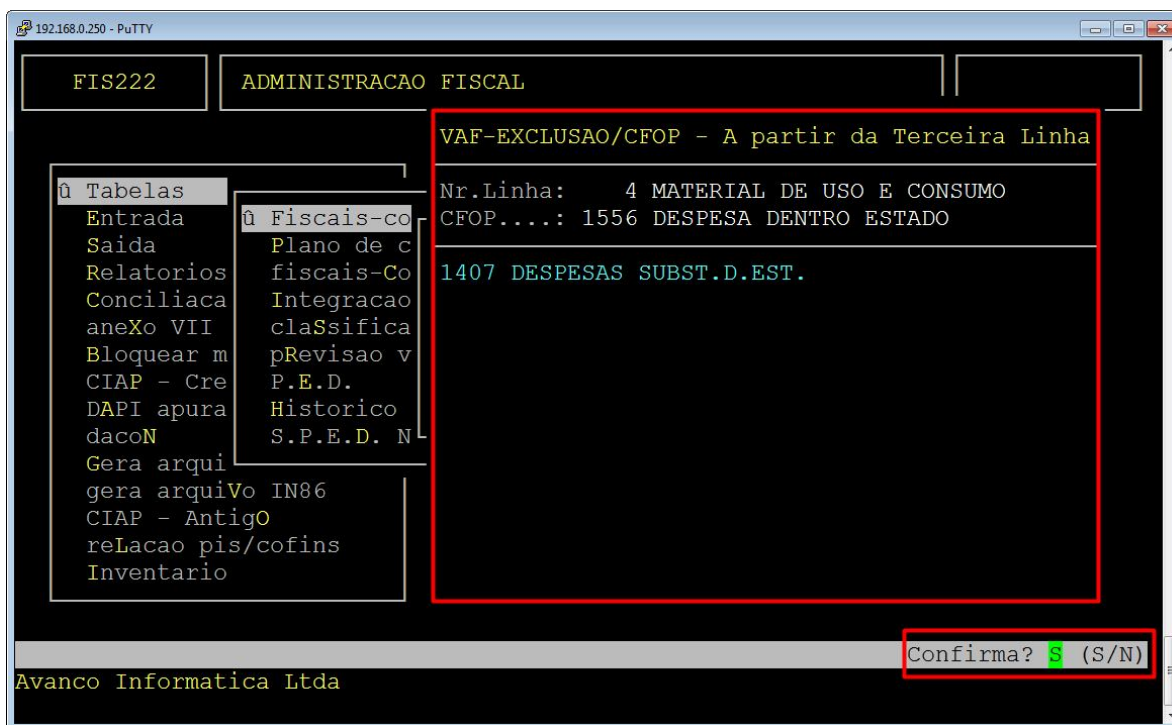 192.168.0.250 - PuTTY
FIS222 ADMINISTRACAO FISCAL
VAF-EXCLUSAO/CFOP - A partir da Terceira Linha
Nr.Linha: 4 MATERIAL DE USO E CONSUMO
CFOP....: 1556 DESPESA DENTRO ESTADO
1407 DESPESAS SUBST.D.EST.
û Tabelas
Entrada
Saida
Relatorios
Conciliaca
aneXo VII
Bloquear m
CIAP - Cre
DAPI apura
dacoN
Gera arqui
gera arquiVo IN86
CIAP - AntigO
reLacao pis/cofins
Inventario
û Fiscais-co
Plano de c
fiscais-Co
Integracao
claSsifica
pRevisao v
P.E.D.
Historico
S.P.E.D. N
Confirma? S (S/N)
Avanco Informatica Ltda